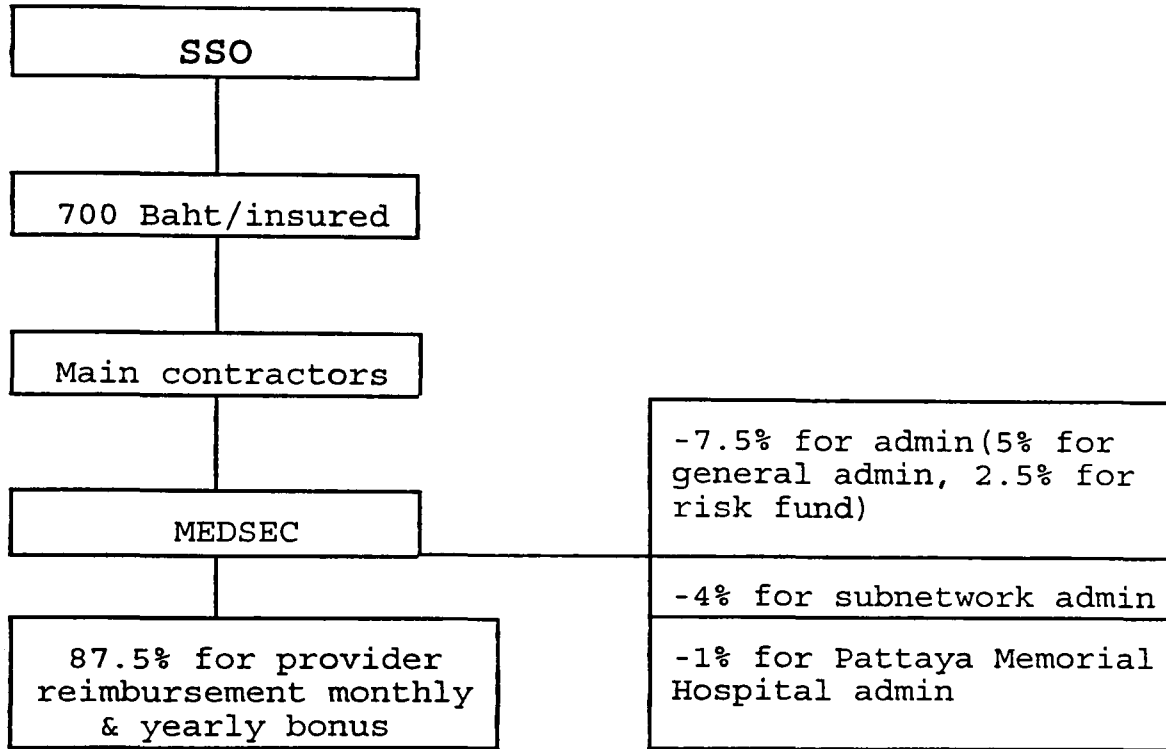 SSO
700 Baht/insured
Main contractors
MEDSEC
87.5% for provider
reimbursement monthly
& yearly bonus
-7.5% for admin(5% for
general admin, 2.5% for
risk fund)
-4% for subnetwork admin
-1% for Pattaya Memorial
Hospital admin